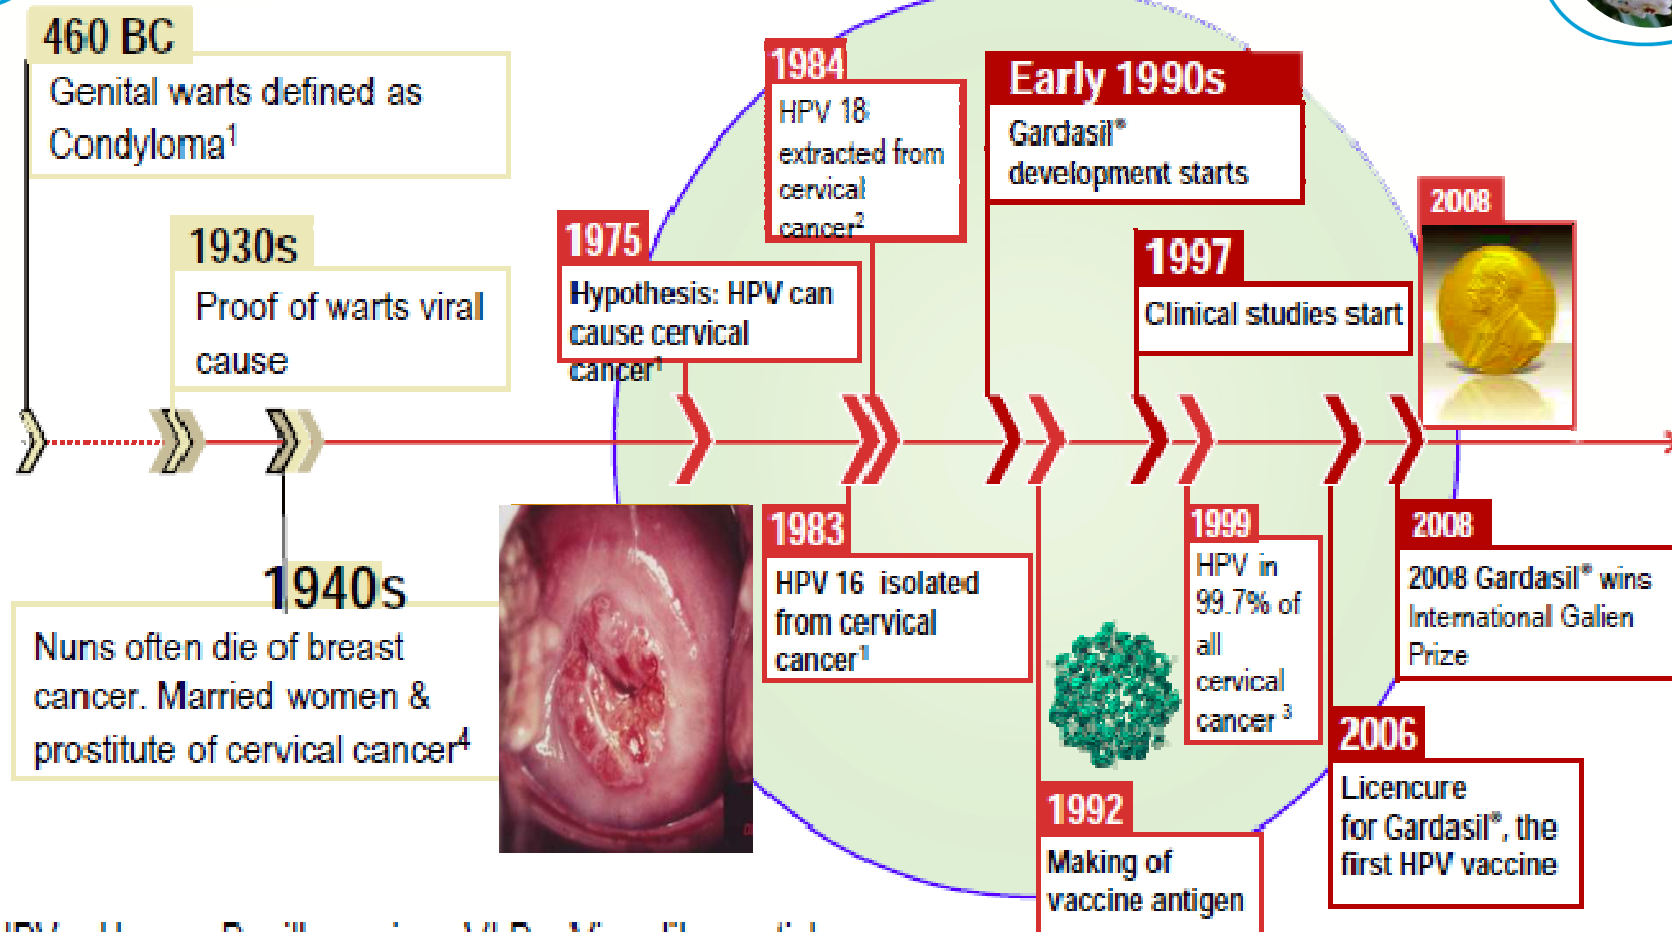 460 BC
Genital warts defined as
Condyloma1
1930s
Proof of warts viral
cause
1940s
Nuns often die of breast
cancer. Married women &
prostitute of cervical cancer4
1975
Hypothesis: HPV can
cause cervical
cancer1
1983
HPV 16 isolated
from cervical
cancer1
1984
HPV 18
extracted from
cervical
cancer2
Early 1990s
Gardasil®
development starts
1992
Making of
vaccine antigen
1997
Clinical studies start
1999
HPV in
99.7% of
all
cervical
cancer 3
2006
Licencure
for Gardasil®, the
first HPV vaccine
2008
2008
2008 Gardasil® wins
International Galien
Prize